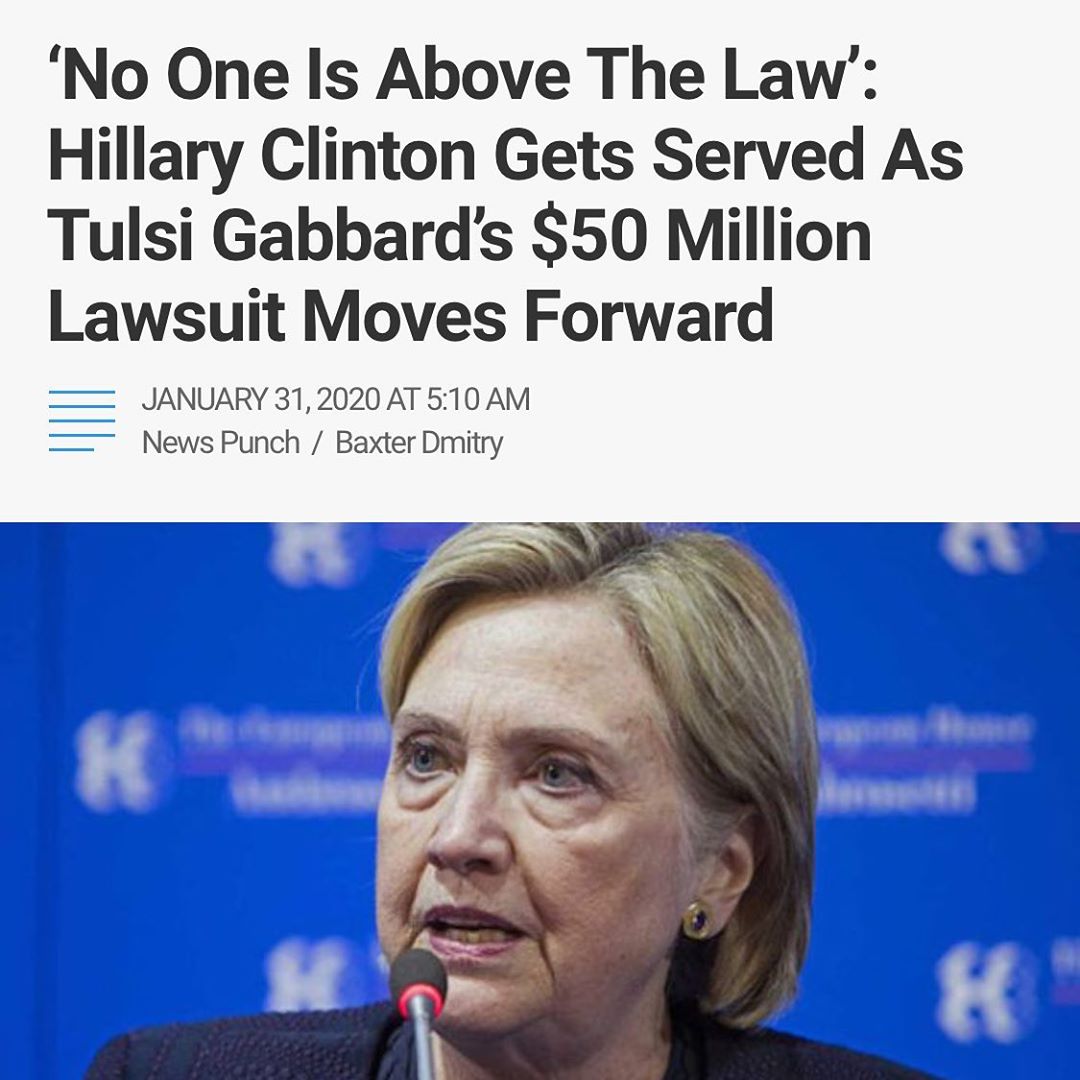 ‘No One Is Above The Law’:
Hillary Clinton Gets Served As
Tulsi Gabbard’s $50 Million
Lawsuit Moves Forward
JANUARY 31, 2020 AT 5:10 AM
News Punch / Baxter Dmitry